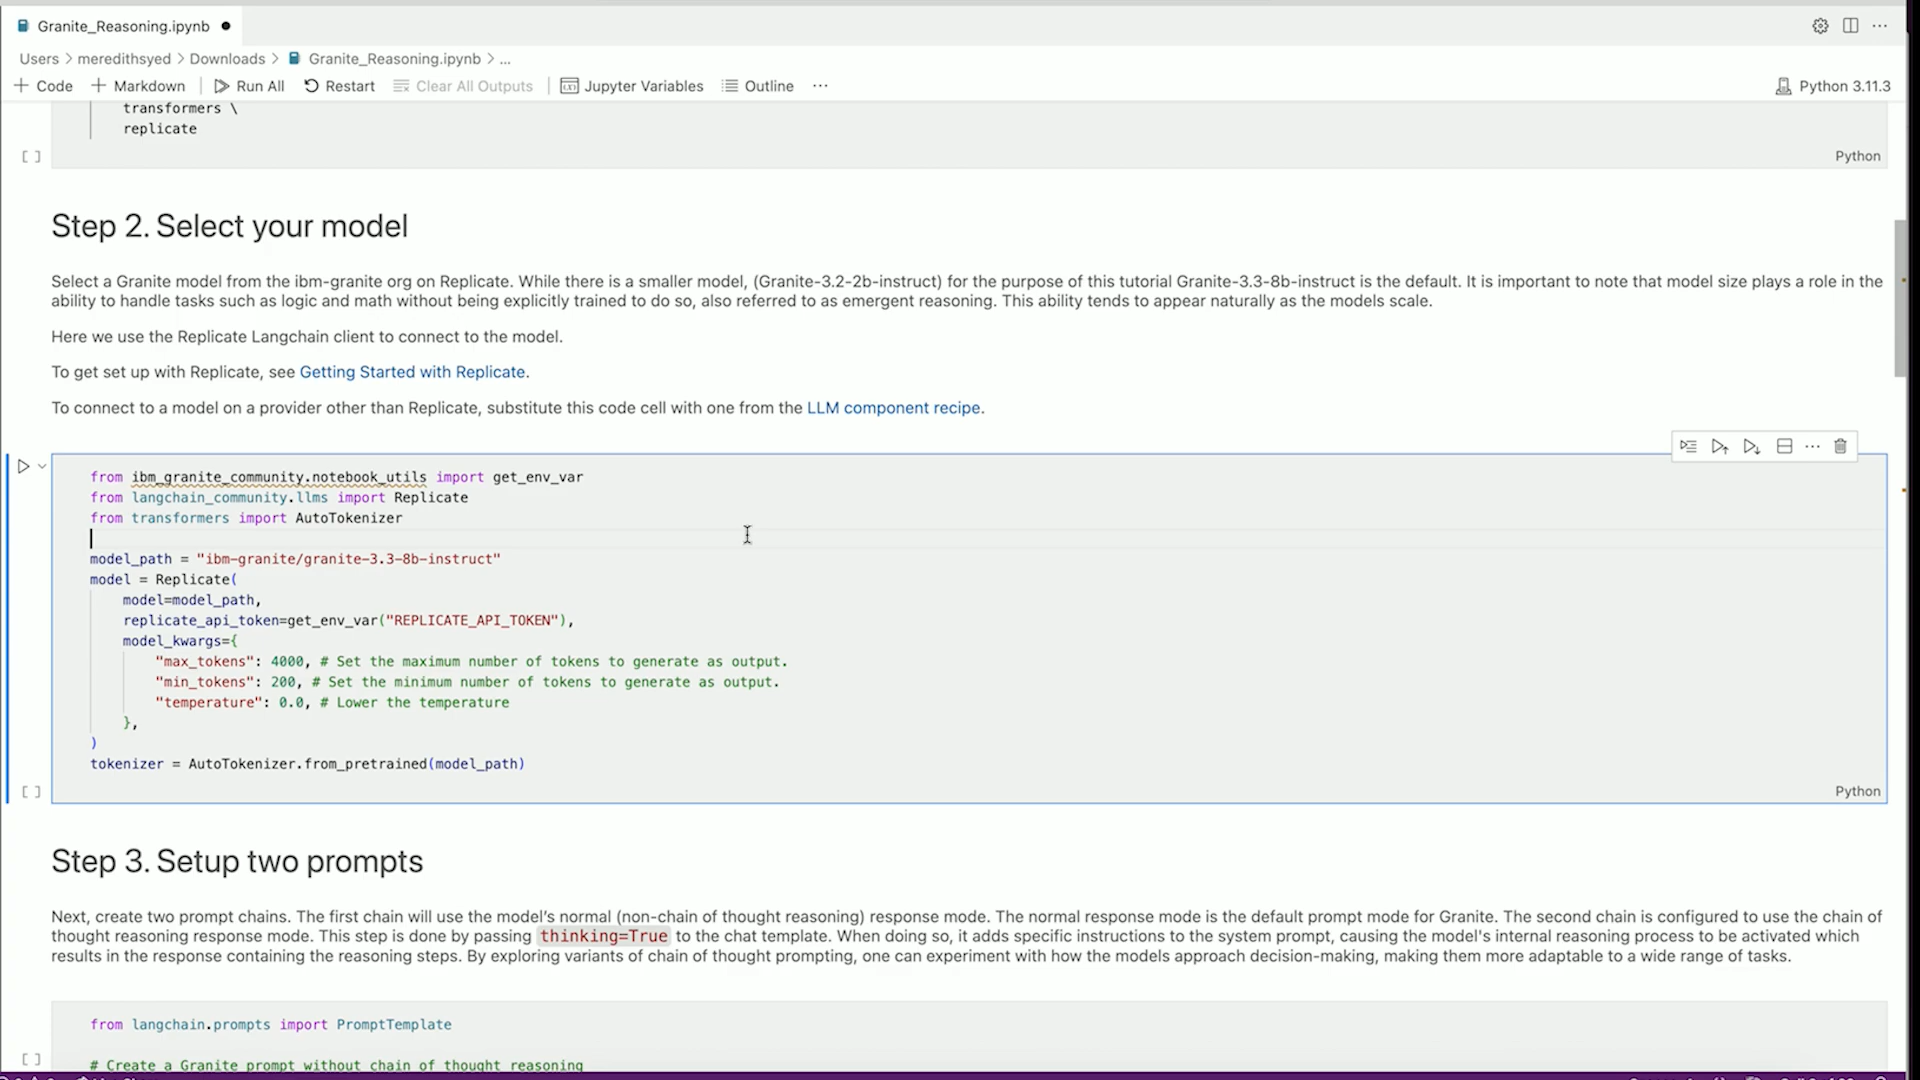 Granite_Reasoning.ipynb
Users > meredithsyed > Downloads > Granite_Reasoning.ipynb > ...
+ Code + Markdown Run All Restart Clear All Outputs Jupyter Variables Outline ... Python 3.11.3
transformers \
replicate
[ ] Python
Step 2. Select your model
Select a Granite model from the ibm-granite org on Replicate. While there is a smaller model, (Granite-3.2-2b-instruct) for the purpose of this tutorial Granite-3.3-8b-instruct is the default. It is important to note that model size plays a role in the
ability to handle tasks such as logic and math without being explicitly trained to do so, also referred to as emergent reasoning. This ability tends to appear naturally as the models scale.
Here we use the Replicate Langchain client to connect to the model.
To get set up with Replicate, see Getting Started with Replicate.
To connect to a model on a provider other than Replicate, substitute this code cell with one from the LLM component recipe.
from ibm_granite_community.notebook_utils import get_env_var
from langchain_community.llms import Replicate
from transformers import AutoTokenizer
model_path = "ibm-granite/granite-3.3-8b-instruct"
model = Replicate(
model=model_path,
replicate_api_token=get_env_var("REPLICATE_API_TOKEN"),
model_kwargs={
"max_tokens": 4000, # Set the maximum number of tokens to generate as output.
"min_tokens": 200, # Set the minimum number of tokens to generate as output.
"temperature": 0.0, # Lower the temperature
},
)
tokenizer = AutoTokenizer.from_pretrained(model_path)
[ ] Python
Step 3. Setup two prompts
Next, create two prompt chains. The first chain will use the model's normal (non-chain of thought reasoning) response mode. The normal response mode is the default prompt mode for Granite. The second chain is configured to use the chain of
thought reasoning response mode. This step is done by passing thinking=True to the chat template. When doing so, it adds specific instructions to the system prompt, causing the model's internal reasoning process to be activated which
results in the response containing the reasoning steps. By exploring variants of chain of thought prompting, one can experiment with how the models approach decision-making, making them more adaptable to a wide range of tasks.
from langchain.prompts import PromptTemplate
[ ] # Create a Granite prompt without chain of thought reasoning